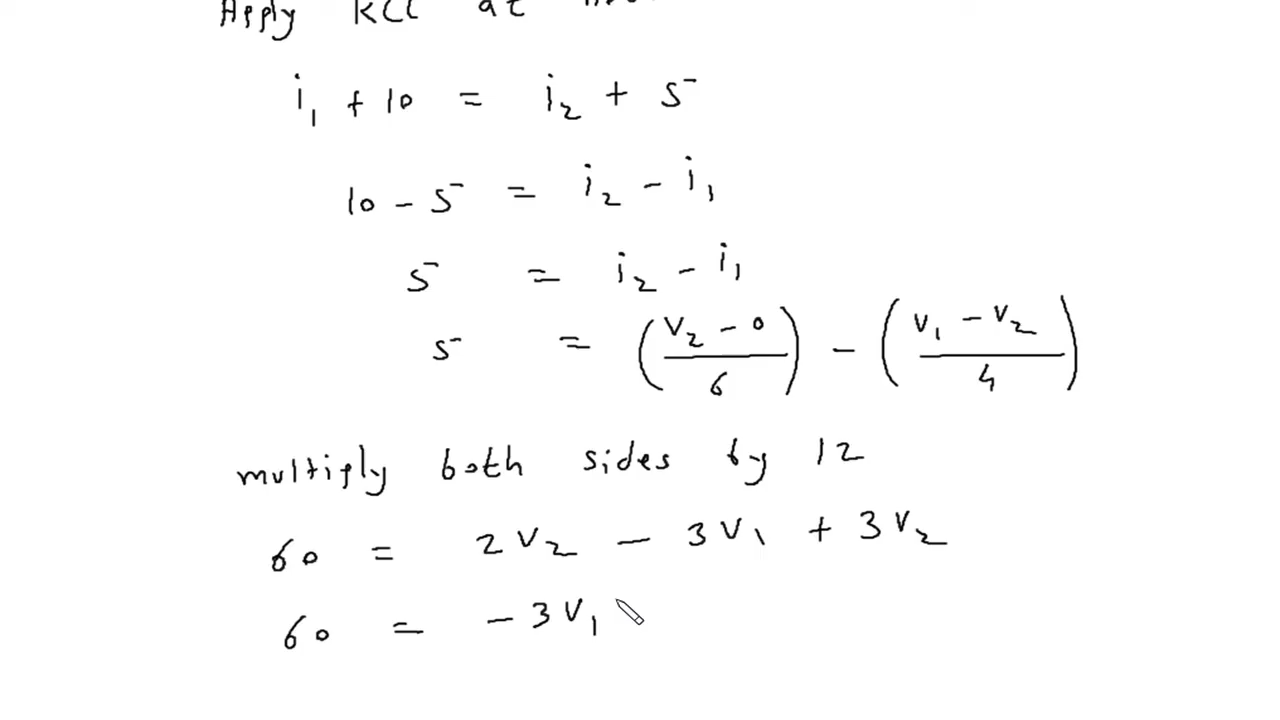 Apply KCL at
i₁ + 10 = i₂ + 5
10 - 5 = i₂ - i₁
5 = i₂ - i₁
5 = ((v₂ - 0)/6) - ((v₁ - v₂)/4)
multiply both sides by 12
60 = 2v₂ - 3v₁ + 3v₂
60 = - 3v₁